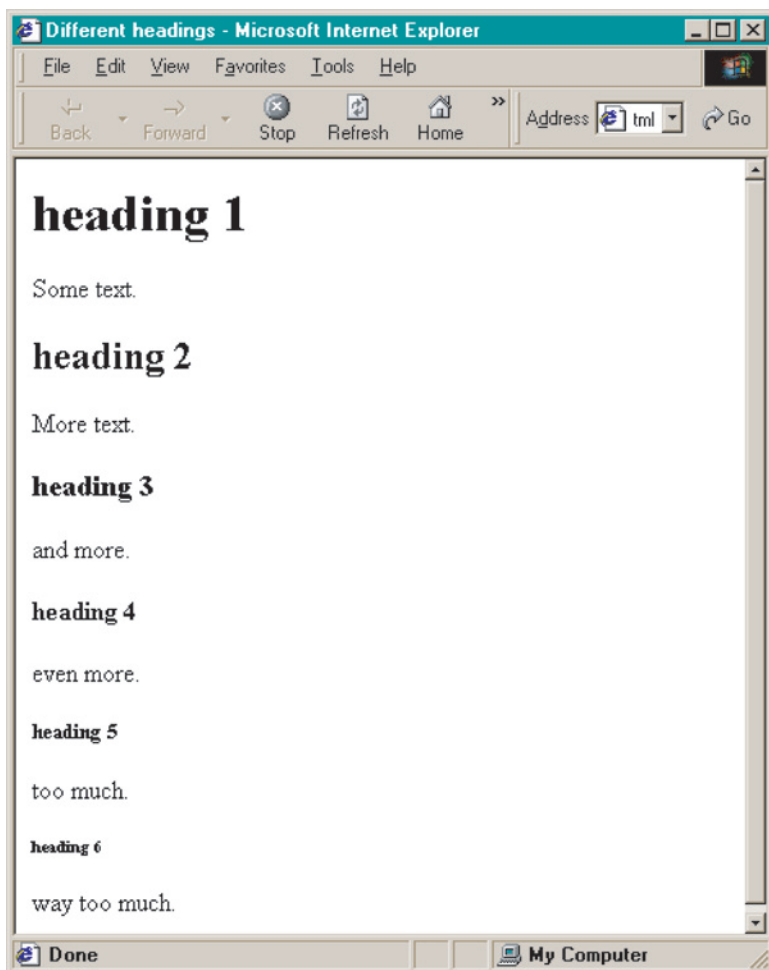 Different headings - Microsoft Internet Explorer
File Edit View Favorites Tools Help
Back Forward Stop Refresh Home » Address tml Go
heading 1
Some text.
heading 2
More text.
heading 3
and more.
heading 4
even more.
heading 5
too much.
heading 6
way too much.
Done My Computer